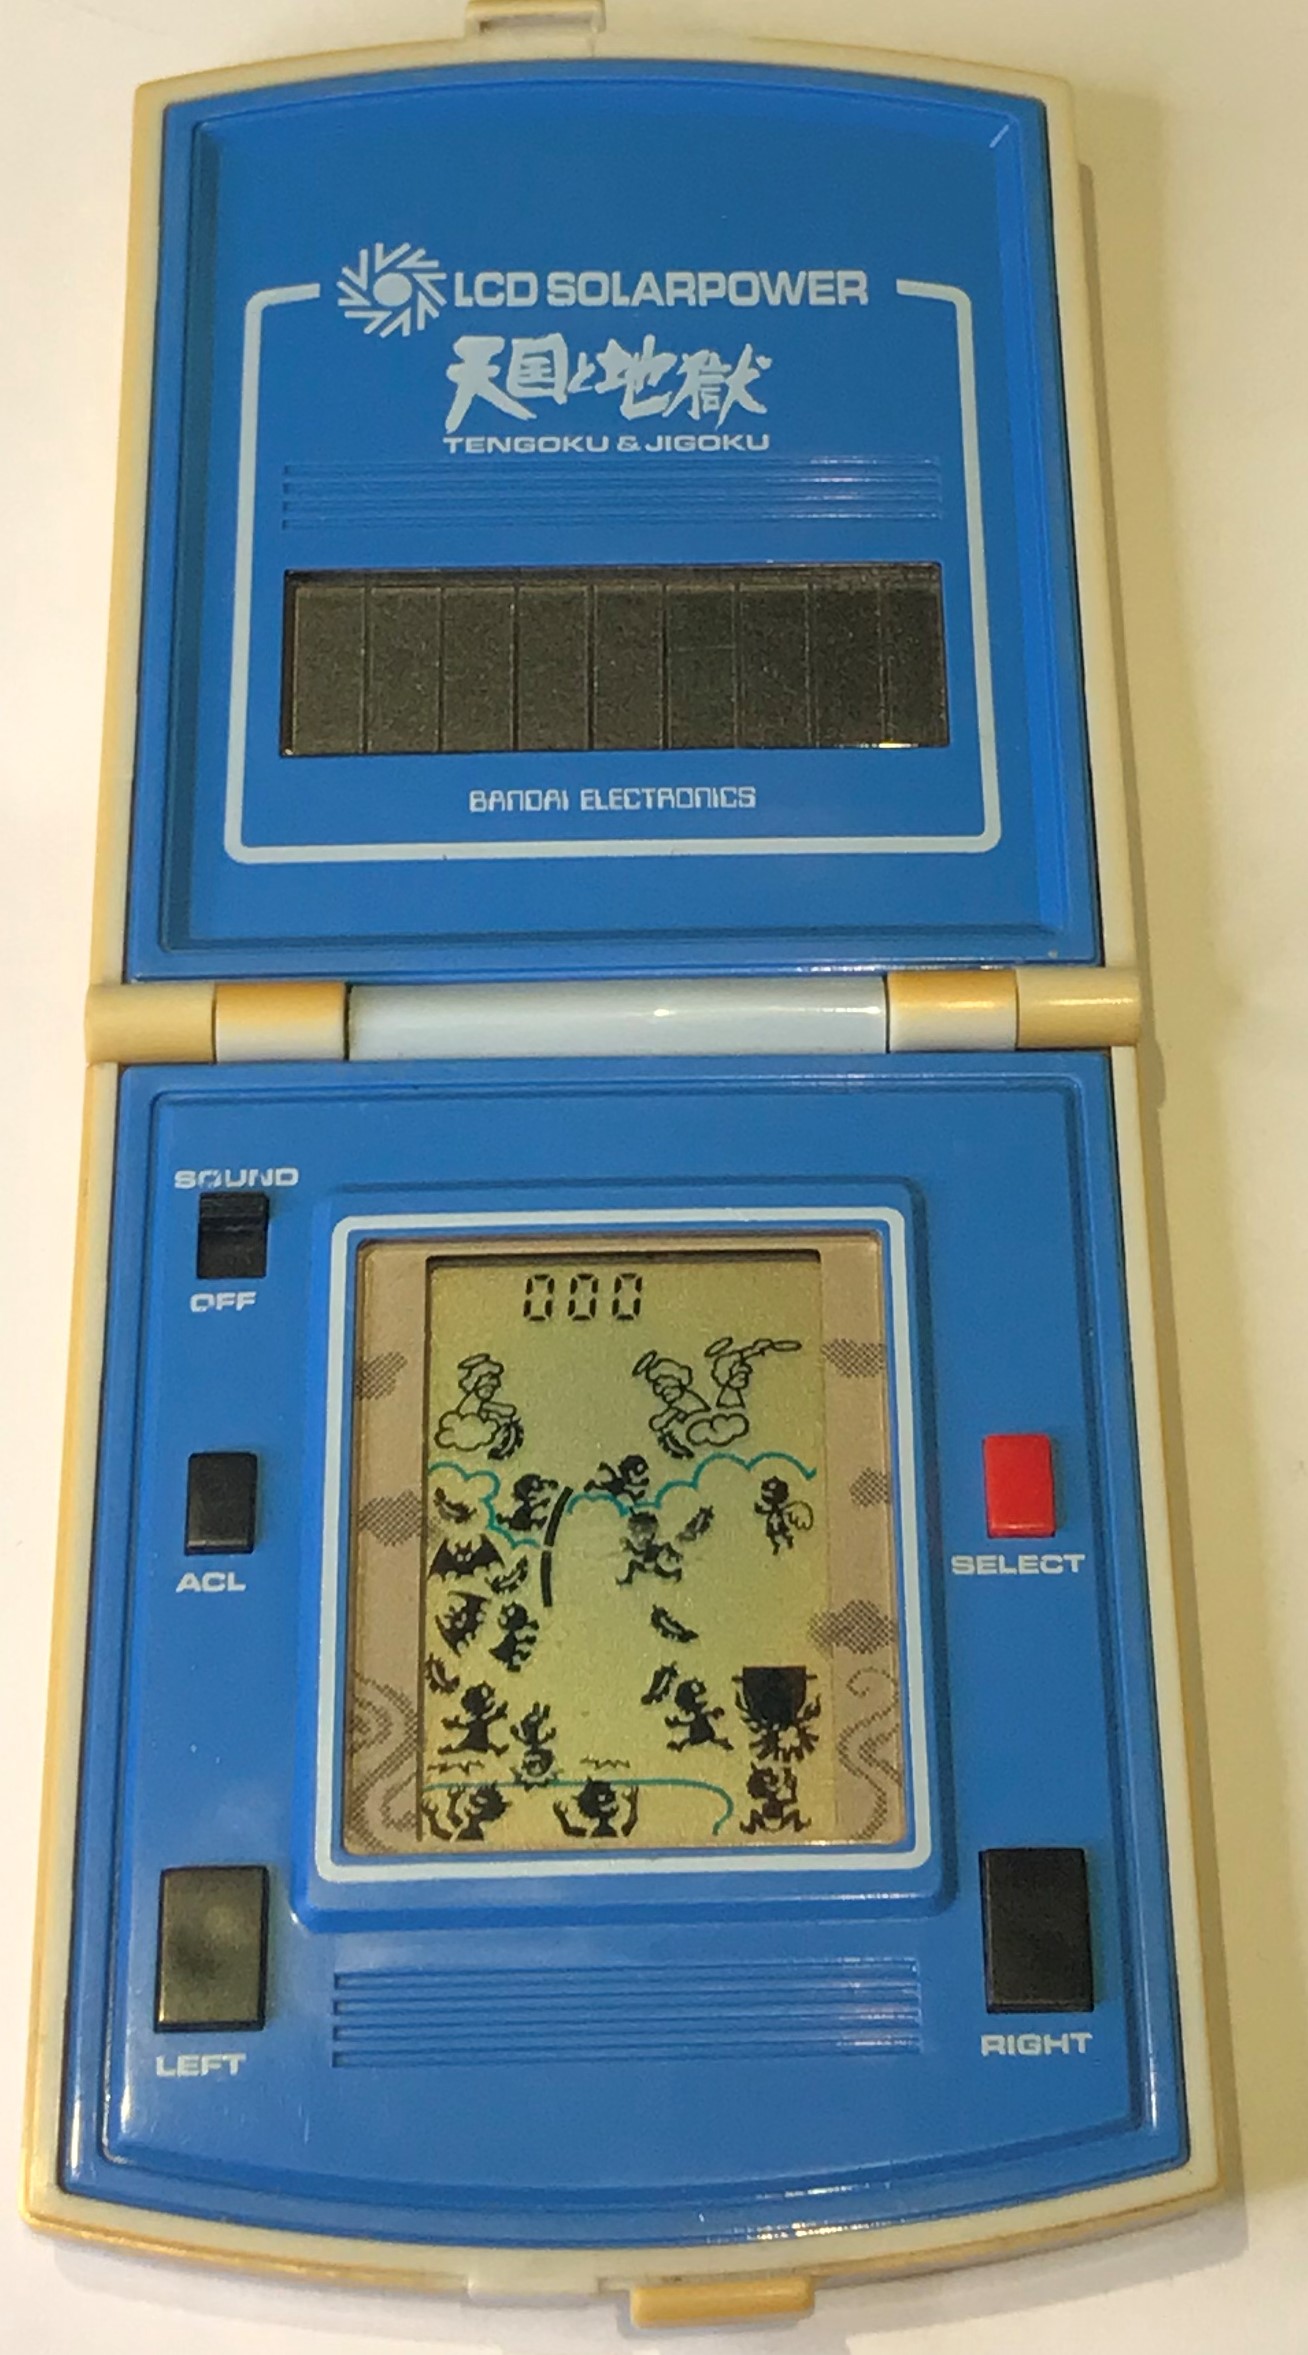 LCD SOLARPOWER
天国と地獄
TENGOKU & JIGOKU
BANDAI ELECTRONICS
SOUND
OFF
000
ACL
SELECT
LEFT
RIGHT